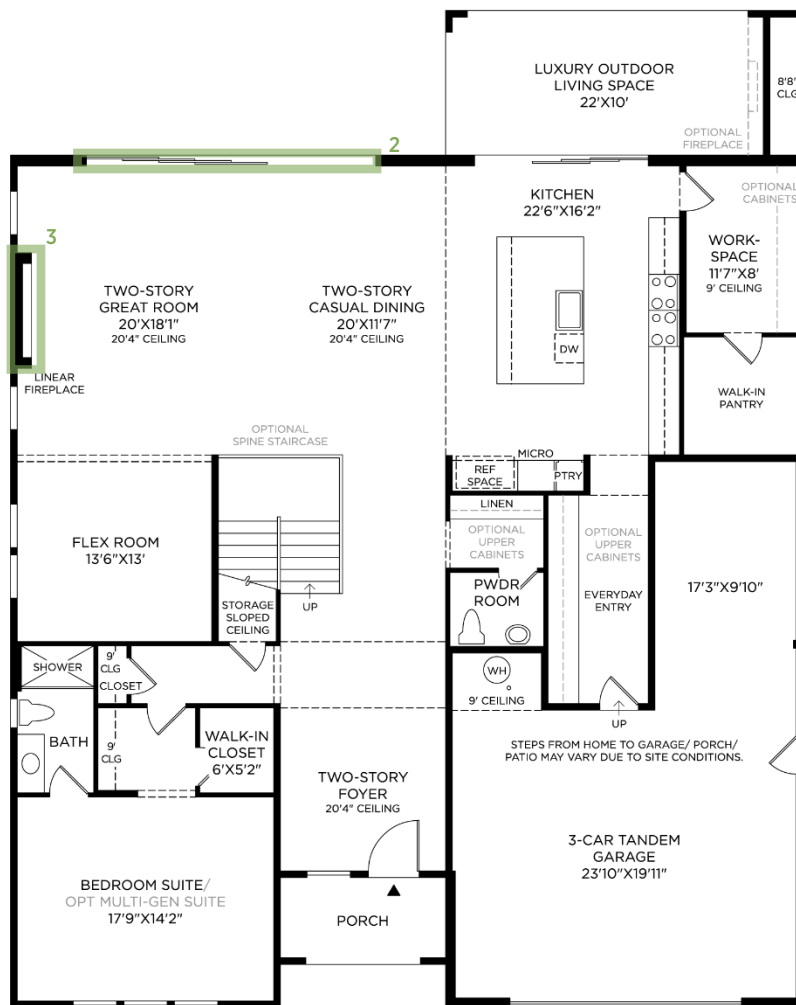 LUXURY OUTDOOR
LIVING SPACE
22'X10'
8'8"
CLG
OPTIONAL
FIREPLACE
2
3
KITCHEN
22'6"X16'2"
OPTIONAL
CABINETS
WORK-
SPACE
11'7"X8'
9' CEILING
TWO-STORY
GREAT ROOM
20'X18'1"
20'4" CEILING
TWO-STORY
CASUAL DINING
20'X11'7"
20'4" CEILING
DW
LINEAR
FIREPLACE
WALK-IN
PANTRY
OPTIONAL
SPINE STAIRCASE
MICRO
REF
SPACE
PTRY
LINEN
OPTIONAL
UPPER
CABINETS
OPTIONAL
UPPER
CABINETS
FLEX ROOM
13'6"X13'
17'3"X9'10"
PWDR
ROOM
EVERYDAY
ENTRY
STORAGE
SLOPED
CEILING
UP
SHOWER
9'
CLG
CLOSET
WH
9' CEILING
UP
BATH
9'
CLG
WALK-IN
CLOSET
6'X5'2"
STEPS FROM HOME TO GARAGE/ PORCH/
PATIO MAY VARY DUE TO SITE CONDITIONS.
TWO-STORY
FOYER
20'4" CEILING
3-CAR TANDEM
GARAGE
23'10"X19'11"
BEDROOM SUITE/
OPT MULTI-GEN SUITE
17'9"X14'2"
PORCH